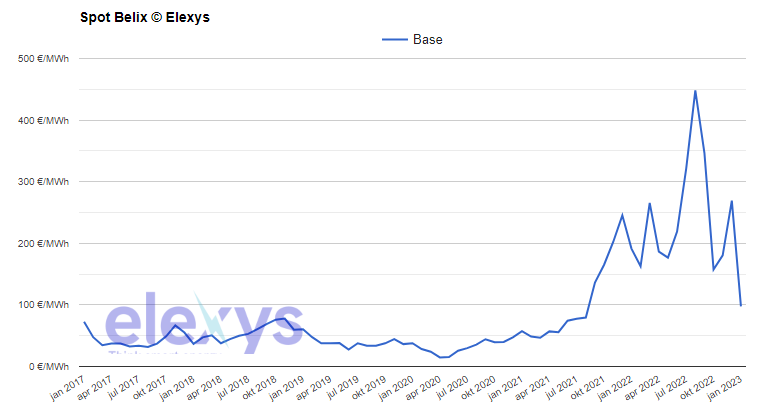 Spot Belix © Elexys
Base
500 €/MWh
400 €/MWh
300 €/MWh
200 €/MWh
100 €/MWh
0 €/MWh
elexys
jan 2017
apr 2017
jul 2017
okt 2017
jan 2018
apr 2018
jul 2018
okt 2018
jan 2019
apr 2019
jul 2019
okt 2019
jan 2020
apr 2020
jul 2020
okt 2020
jan 2021
apr 2021
jul 2021
okt 2021
jan 2022
apr 2022
jul 2022
okt 2022
jan 2023